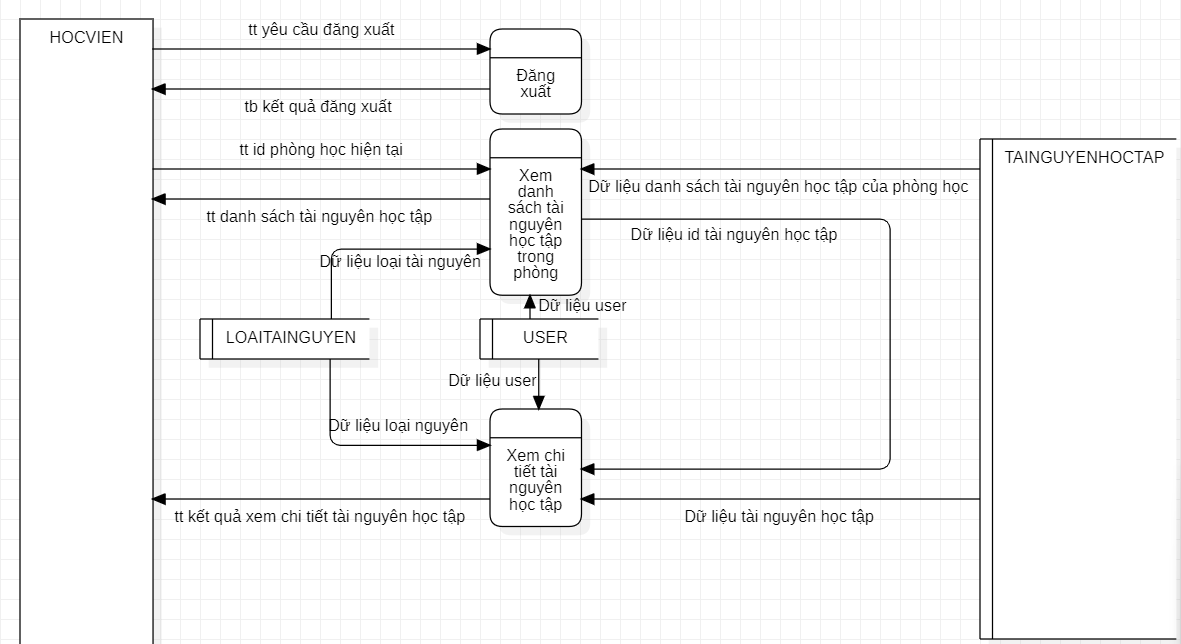 HOCVIEN
tt yêu cầu đăng xuất
Đăng
xuất
tb kết quả đăng xuất
tt id phòng học hiện tại
Xem
danh
sách tài
nguyên
học tập
trong
phòng
TAINGUYENHOCTAP
Dữ liệu danh sách tài nguyên học tập của phòng học
tt danh sách tài nguyên học tập
Dữ liệu id tài nguyên học tập
Dữ liệu loại tài nguyên
Dữ liệu user
LOAITAINGUYEN
USER
Dữ liệu user
Dữ liệu loại nguyên
Xem chi
tiết tài
nguyên
học tập
tt kết quả xem chi tiết tài nguyên học tập
Dữ liệu tài nguyên học tập